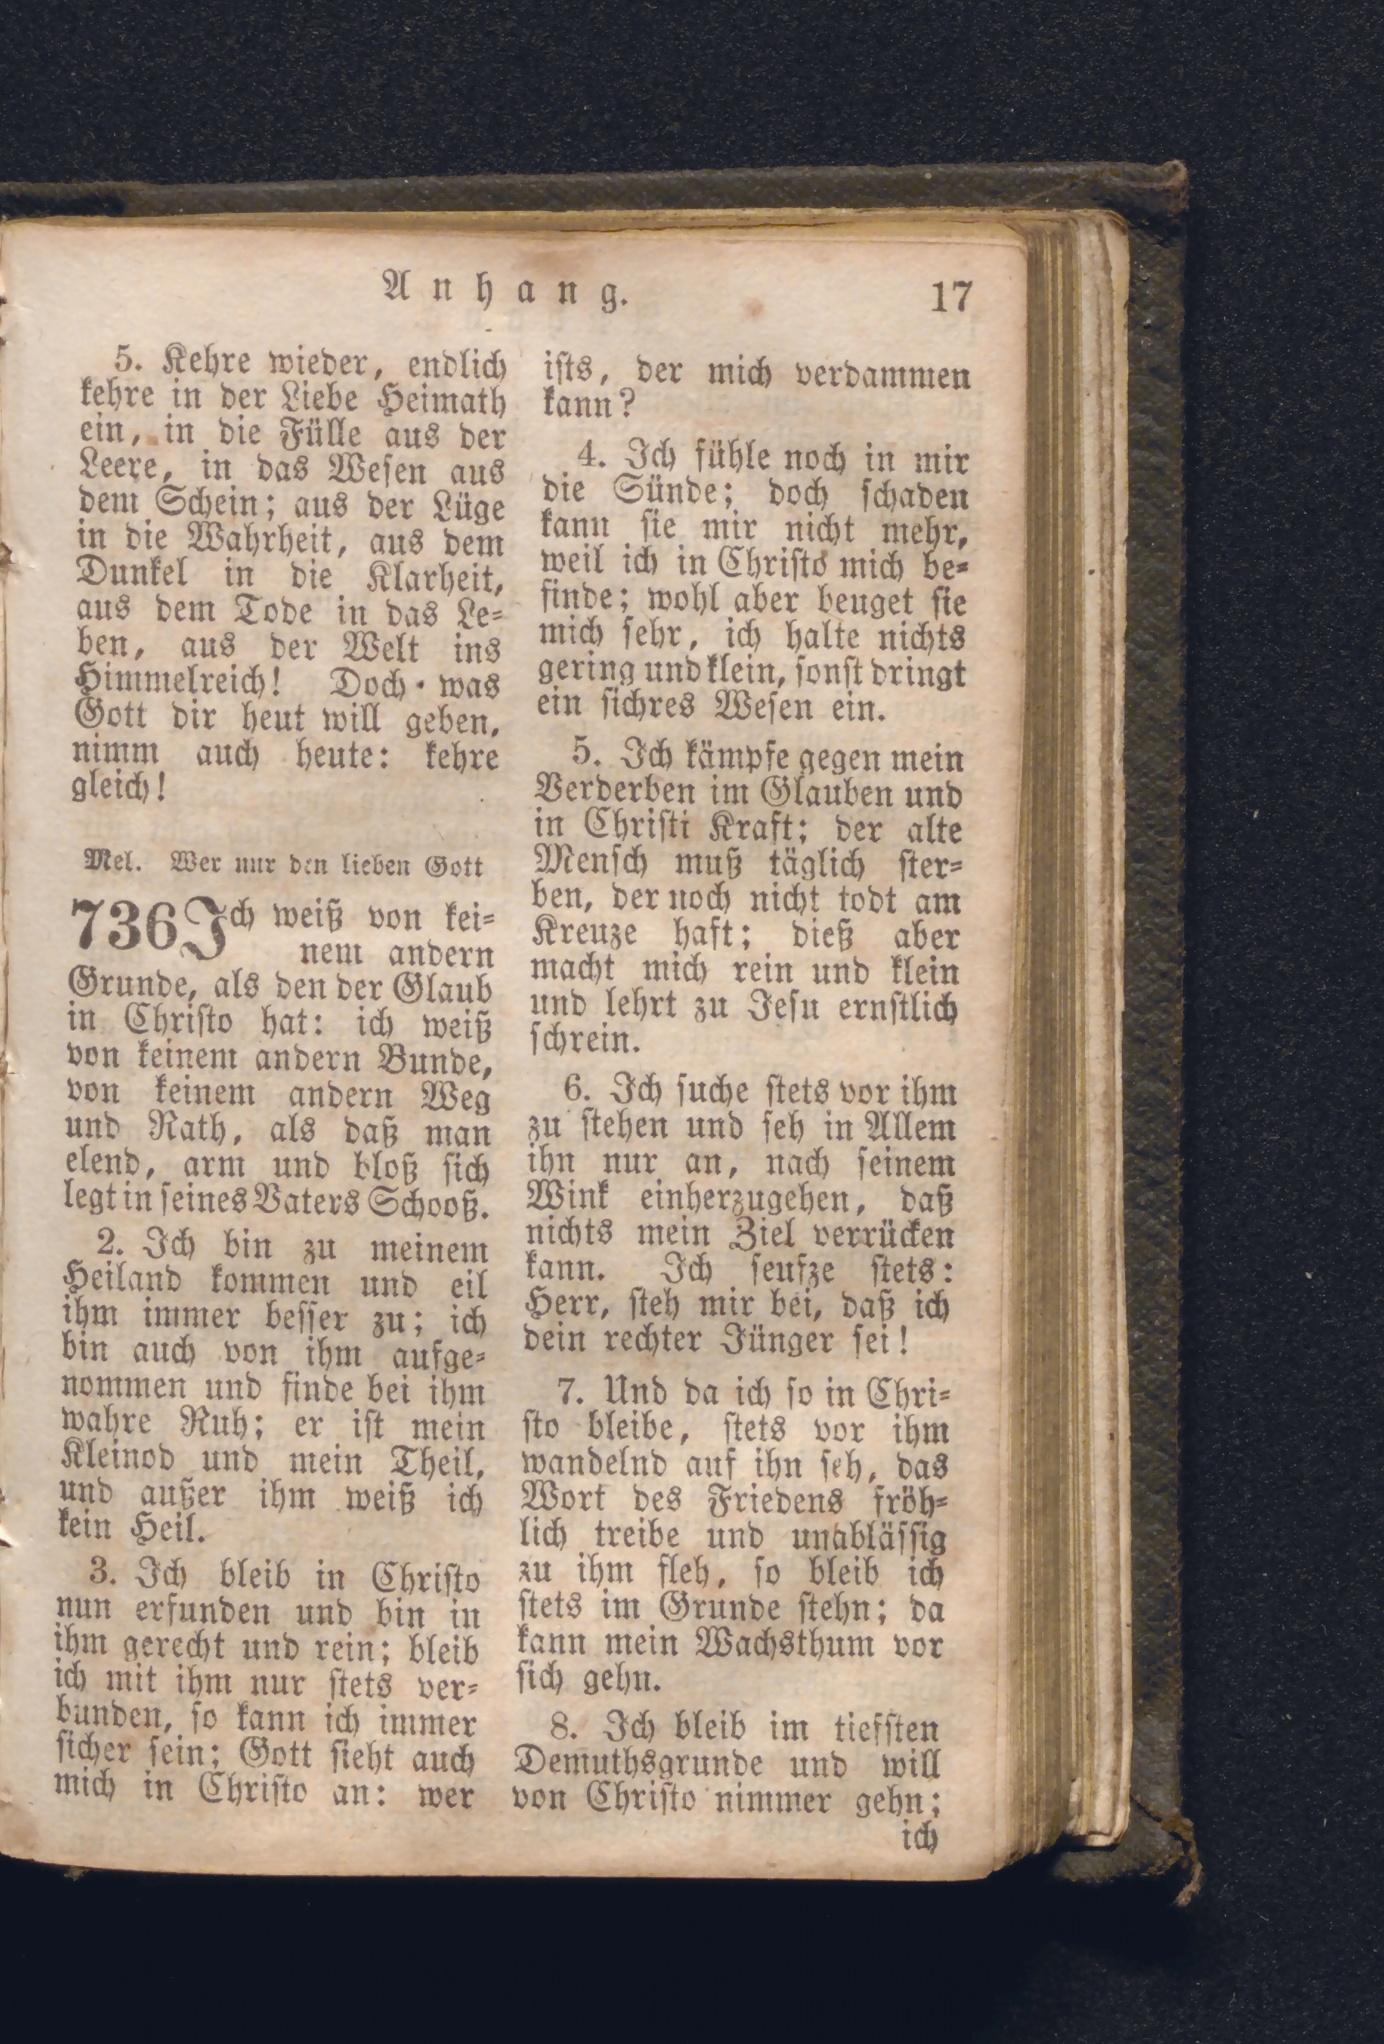 Anhang.
17
5. Kehre wieder, endlich
kehre in der Liebe Heimath
ein, in die Fülle aus der
Leere, in das Wesen aus
dem Schein; aus der Lüge
in die Wahrheit, aus dem
Dunkel in die Klarheit,
aus dem Tode in das Le-
ben, aus der Welt ins
Himmelreich! Doch was
Gott dir heut will geben,
nimm auch heute: kehre
gleich!
Mel. Wer nur den lieben Gott
736 Ich weiß von kei-
nem andern
Grunde, als den der Glaub
in Christo hat: ich weiß
von keinem andern Bunde,
von keinem andern Weg
und Rath, als daß man
elend, arm und bloß sich
legt in seines Vaters Schooß.
2. Ich bin zu meinem
Heiland kommen und eil
ihm immer besser zu; ich
bin auch von ihm aufge-
nommen und finde bei ihm
wahre Ruh; er ist mein
Kleinod und mein Theil,
und außer ihm weiß ich
kein Heil.
3. Ich bleib in Christo
nun erfunden und bin in
ihm gerecht und rein; bleib
ich mit ihm nur stets ver-
bunden, so kann ich immer
sicher sein; Gott sieht auch
mich in Christo an: wer
ists, der mich verdammen
kann?
4. Ich fühle noch in mir
die Sünde; doch schaden
kann sie mir nicht mehr,
weil ich in Christo mich be-
finde; wohl aber beuget sie
mich sehr, ich halte nichts
gering und klein, sonst dringt
ein sichres Wesen ein.
5. Ich kämpfe gegen mein
Verderben im Glauben und
in Christi Kraft; der alte
Mensch muß täglich ster-
ben, der noch nicht todt am
Kreuze haft; dieß aber
macht mich rein und klein
und lehrt zu Jesu ernstlich
schrein.
6. Ich suche stets vor ihm
zu stehen und seh in Allem
ihn nur an, nach seinem
Wink einherzugehen, daß
nichts mein Ziel verrücken
kann. Ich seufze stets:
Herr, steh mir bei, daß ich
dein rechter Jünger sei!
7. Und da ich so in Chri-
sto bleibe, stets vor ihm
wandelnd auf ihn seh, das
Wort des Friedens fröh-
lich treibe und unablässig
zu ihm fleh, so bleib ich
stets im Grunde stehn; da
kann mein Wachsthum vor
sich gehn.
8. Ich bleib im tiefsten
Demuthsgrunde und will
von Christo nimmer gehn;
ich